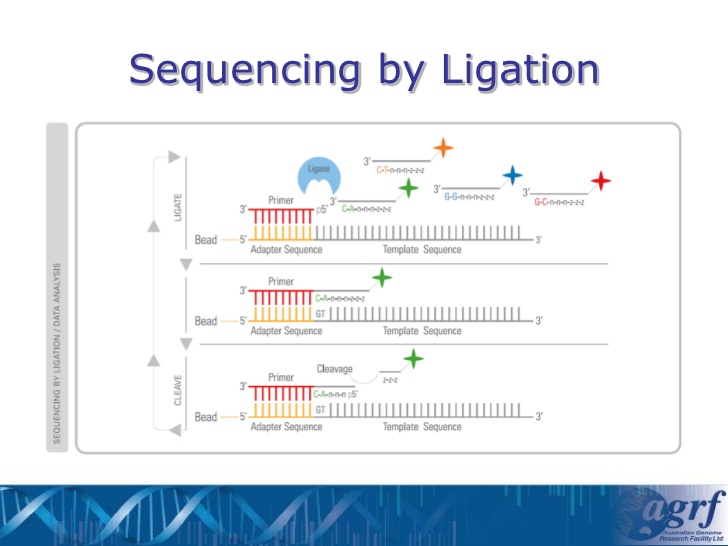 Sequencing by Ligation
SEQUENCING BY LIGATION / DATA ANALYSIS
LIGATE
Ligase
3'
C-T-n-n-n-z-z-z
3'
G-G-n-n-n-z-z-z
3'
G-C-n-n-n-z-z-z
Primer
3'
p5'
3'
C-A-n-n-n-z-z-z
Bead
5'
3'
Adapter Sequence
Template Sequence
Primer
3'
C-A-n-n-n-z-z-z
Bead
5'
GT
3'
Adapter Sequence
Template Sequence
CLEAVE
Cleavage
z-z-z
Primer
3'
C-A-n-n-n p5'
Bead
5'
GT
3'
Adapter Sequence
Template Sequence
agrf
Australian Genome
Research Facility Ltd